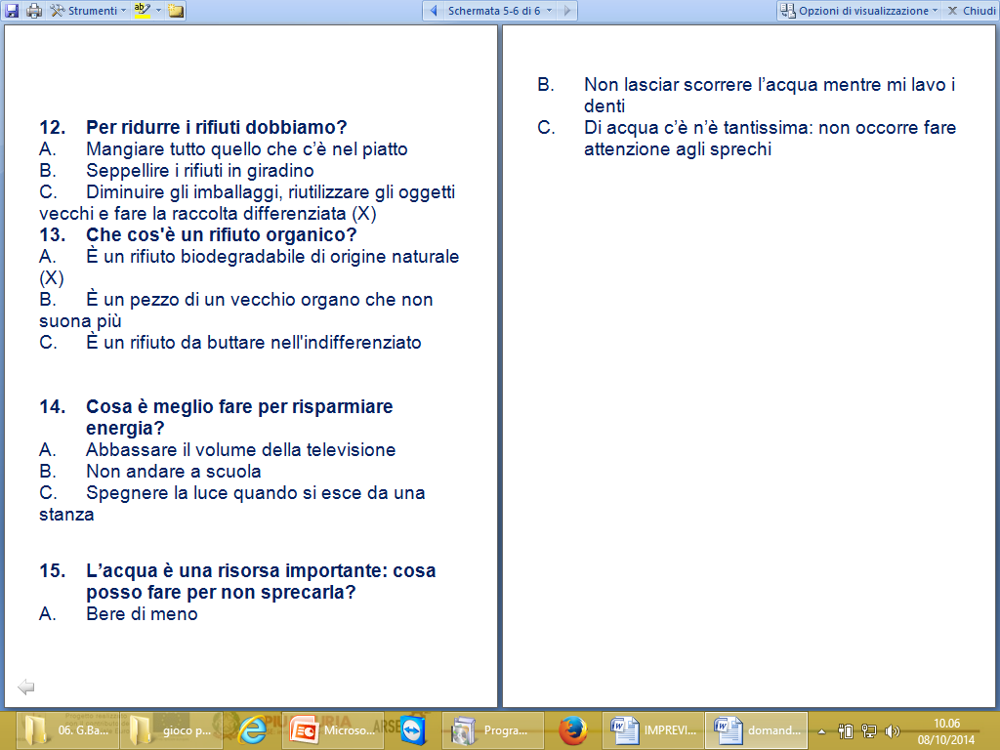 Strumenti
Schermata 5-6 di 6
Opzioni di visualizzazione
Chiudi
12. Per ridurre i rifiuti dobbiamo?
A. Mangiare tutto quello che c’è nel piatto
B. Seppellire i rifiuti in giradino
C. Diminuire gli imballaggi, riutilizzare gli oggetti
vecchi e fare la raccolta differenziata (X)
13. Che cos'è un rifiuto organico?
A. È un rifiuto biodegradabile di origine naturale
(X)
B. È un pezzo di un vecchio organo che non
suona più
C. È un rifiuto da buttare nell'indifferenziato
14. Cosa è meglio fare per risparmiare
energia?
A. Abbassare il volume della televisione
B. Non andare a scuola
C. Spegnere la luce quando si esce da una
stanza
15. L’acqua è una risorsa importante: cosa
posso fare per non sprecarla?
A. Bere di meno
B. Non lasciar scorrere l’acqua mentre mi lavo i
denti
C. Di acqua c’è n’è tantissima: non occorre fare
attenzione agli sprechi
06. G.Ba...
gioco p...
Microso...
Progra...
IMPREVI...
domand...
10.06
08/10/2014